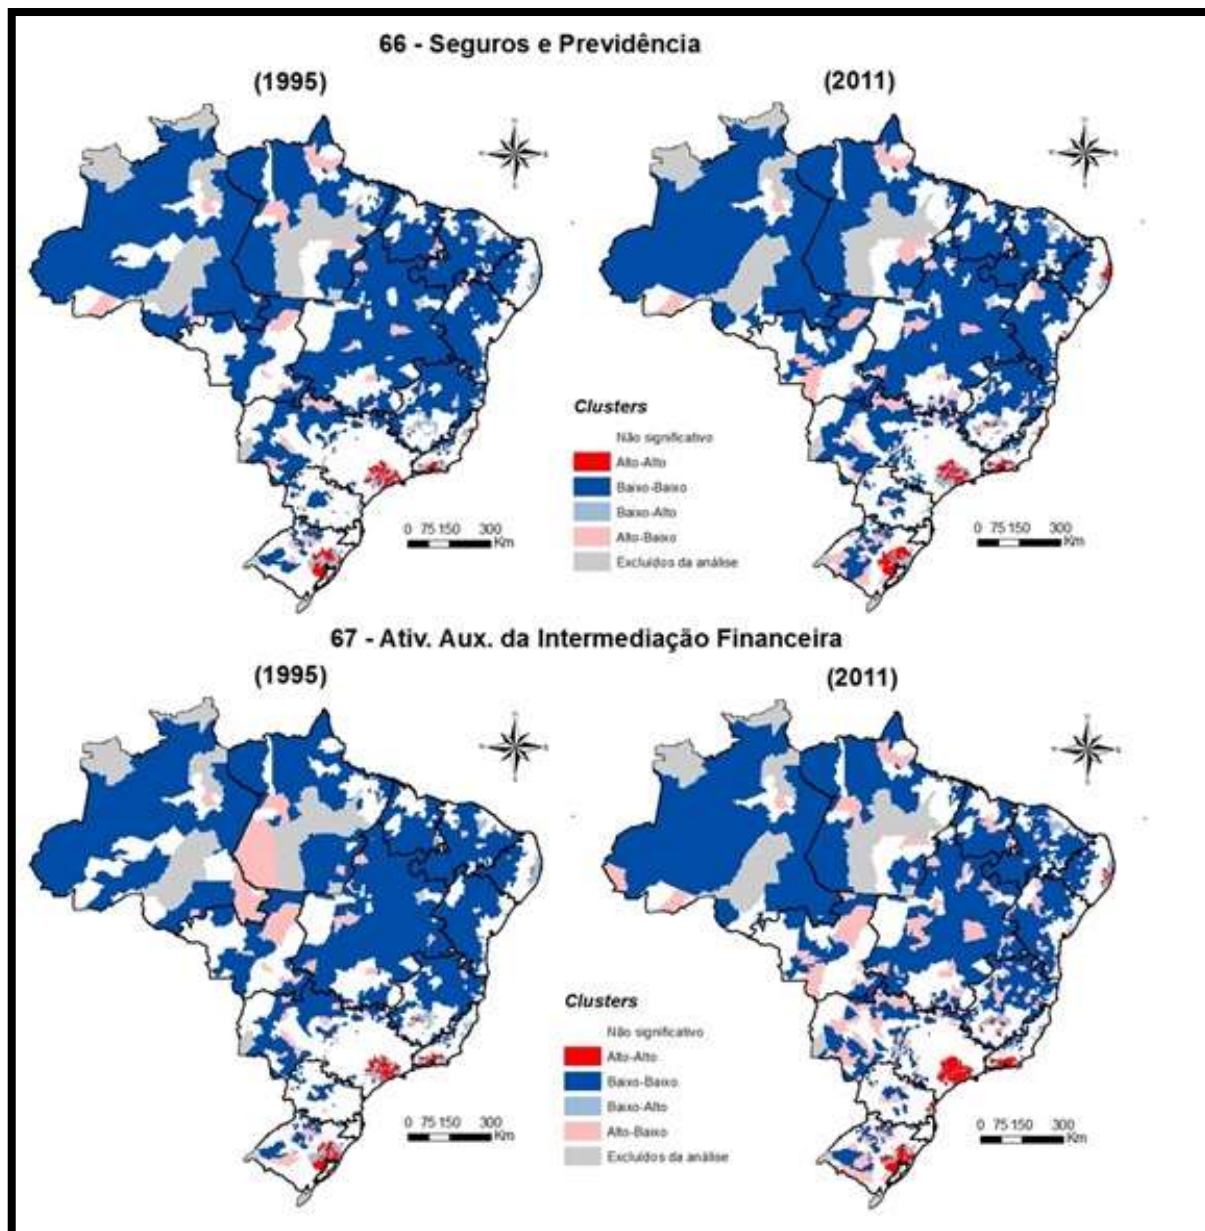 66 - Seguros e Previdência
(1995) (2011)
Clusters
Não significativo
Alto-Alto
Baixo-Baixo
Baixo-Alto
Alto-Baixo
Excluídos da análise
0 75 150 300
Km
0 75 150 300
Km
67 - Ativ. Aux. da Intermediação Financeira
(1995) (2011)
Clusters
Não significativo
Alto-Alto
Baixo-Baixo
Baixo-Alto
Alto-Baixo
Excluídos da análise
0 75 150 300
Km
0 75 150 300
Km